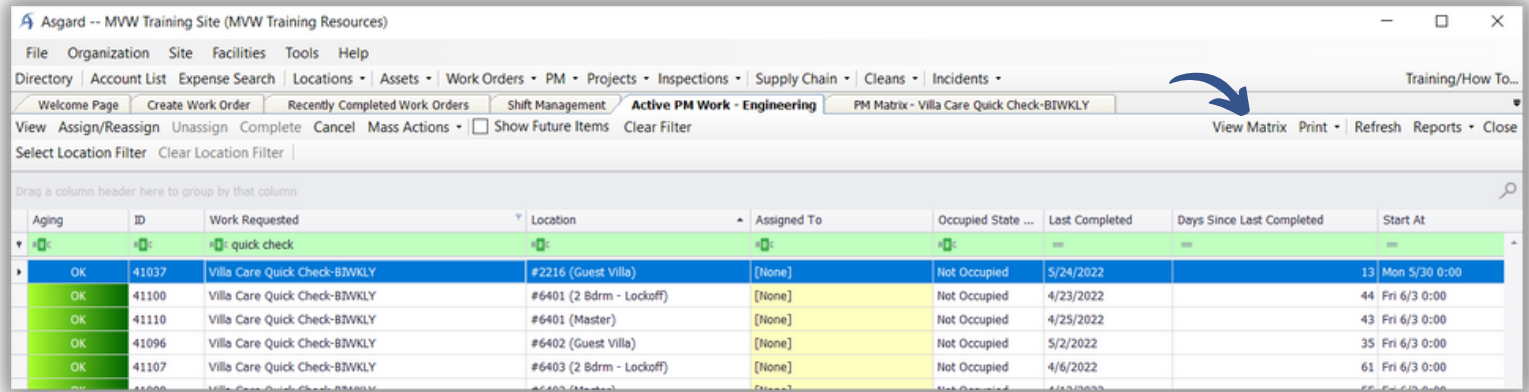 Asgard -- MVW Training Site (MVW Training Resources)
File Organization Site Facilities Tools Help
Directory Account List Expense Search Locations Assets Work Orders PM Projects Inspections Supply Chain Cleans Incidents Training/How To...
Welcome Page Create Work Order Recently Completed Work Orders Shift Management Active PM Work - Engineering PM Matrix - Villa Care Quick Check-BIWKLY
View Assign/Reassign Unassign Complete Cancel Mass Actions Show Future Items Clear Filter View Matrix Print Refresh Reports Close
Select Location Filter Clear Location Filter
Drag a column header here to group by that column
Aging ID Work Requested Location Assigned To Occupied State ... Last Completed Days Since Last Completed Start At
quick check
OK 41037 Villa Care Quick Check-BIWKLY #2216 (Guest Villa) [None] Not Occupied 5/24/2022 13 Mon 5/30 0:00
OK 41100 Villa Care Quick Check-BIWKLY #6401 (2 Bdrm - Lockoff) [None] Not Occupied 4/23/2022 44 Fri 6/3 0:00
OK 41110 Villa Care Quick Check-BIWKLY #6401 (Master) [None] Not Occupied 4/25/2022 43 Fri 6/3 0:00
OK 41096 Villa Care Quick Check-BIWKLY #6402 (Guest Villa) [None] Not Occupied 5/2/2022 35 Fri 6/3 0:00
OK 41107 Villa Care Quick Check-BIWKLY #6403 (2 Bdrm - Lockoff) [None] Not Occupied 4/6/2022 61 Fri 6/3 0:00